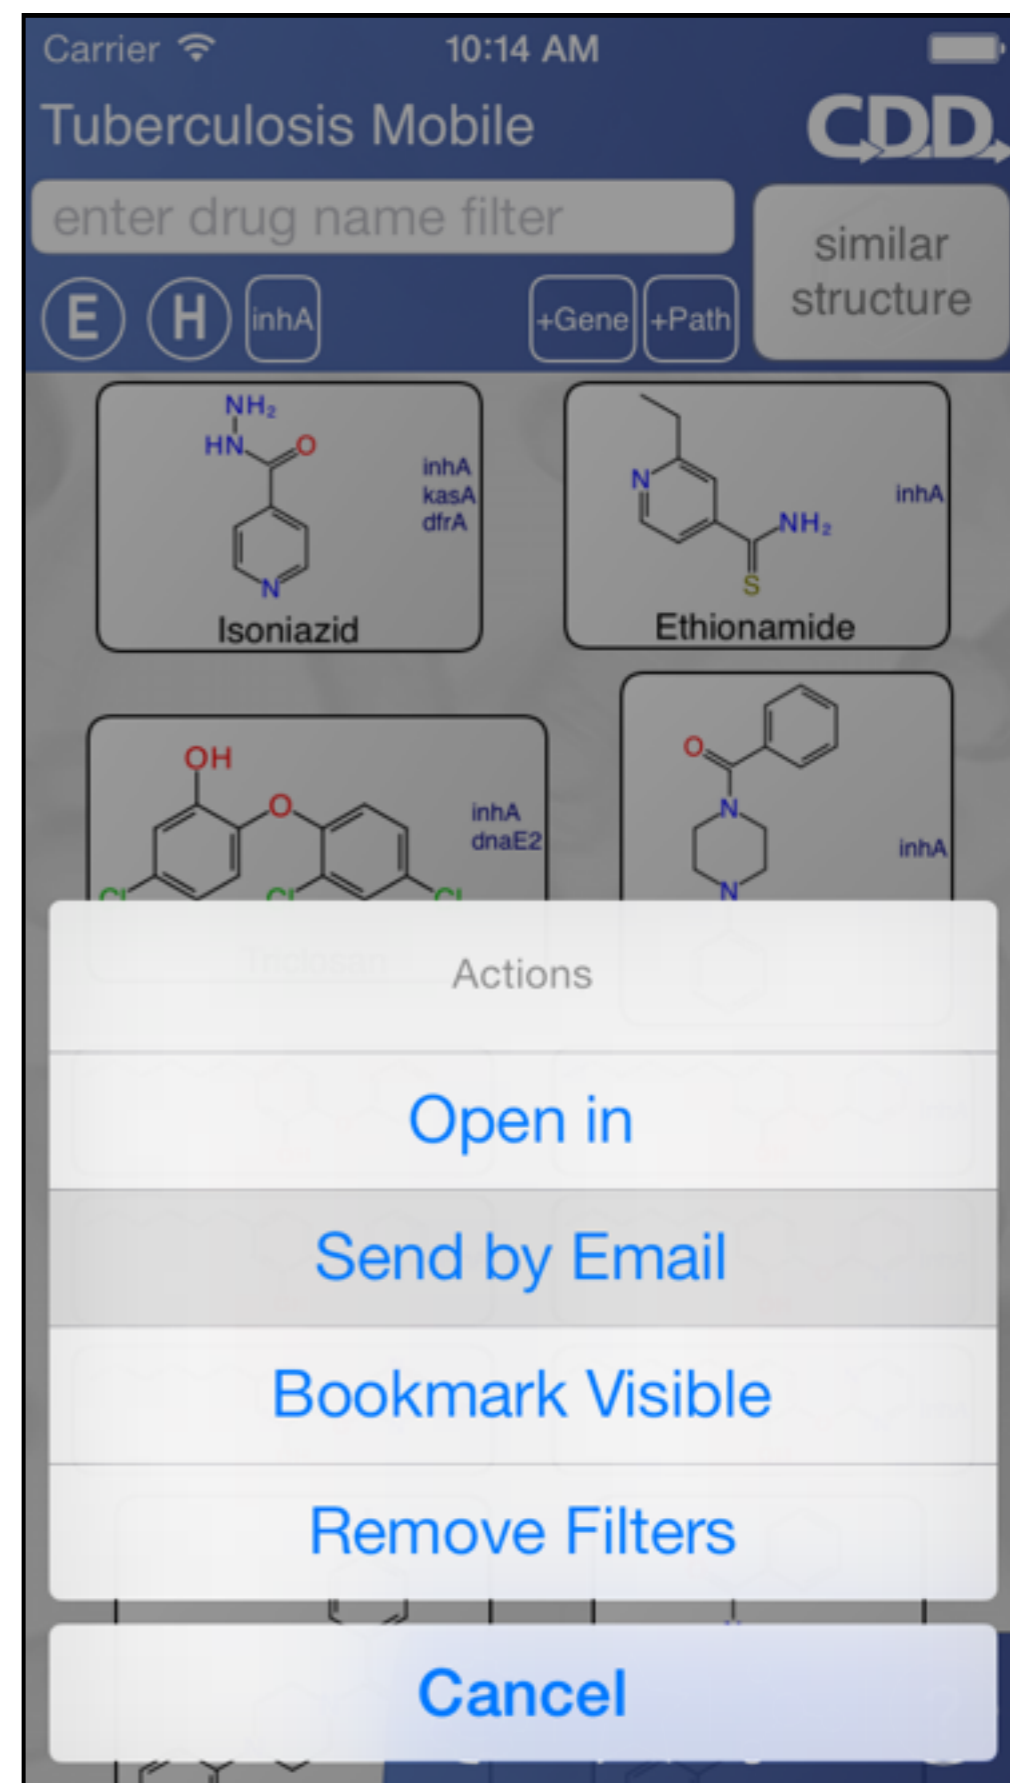 Carrier 10:14 AM
Tuberculosis Mobile CDD
enter drug name filter
similar
structure
E H inhA +Gene +Path
NH₂
HN O
inhA
kasA
dfrA
N
Isoniazid
N
inhA
NH₂
S
Ethionamide
OH
O
inhA
dnaE2
Cl Cl Cl
Triclosan
O
N
inhA
N
Actions
Open in
Send by Email
Bookmark Visible
Remove Filters
Cancel